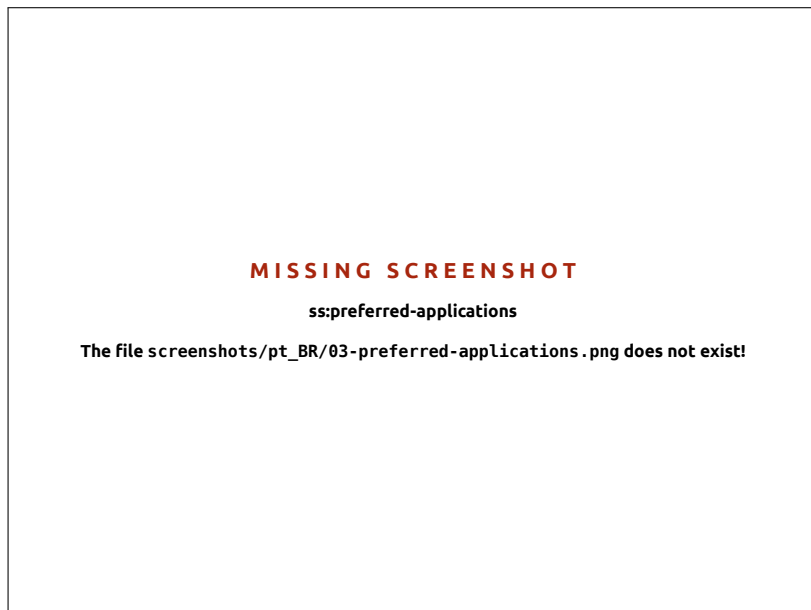 MISSING SCREENSHOT
ss:preferred-applications
The file screenshots/pt_BR/03-preferred-applications.png does not exist!